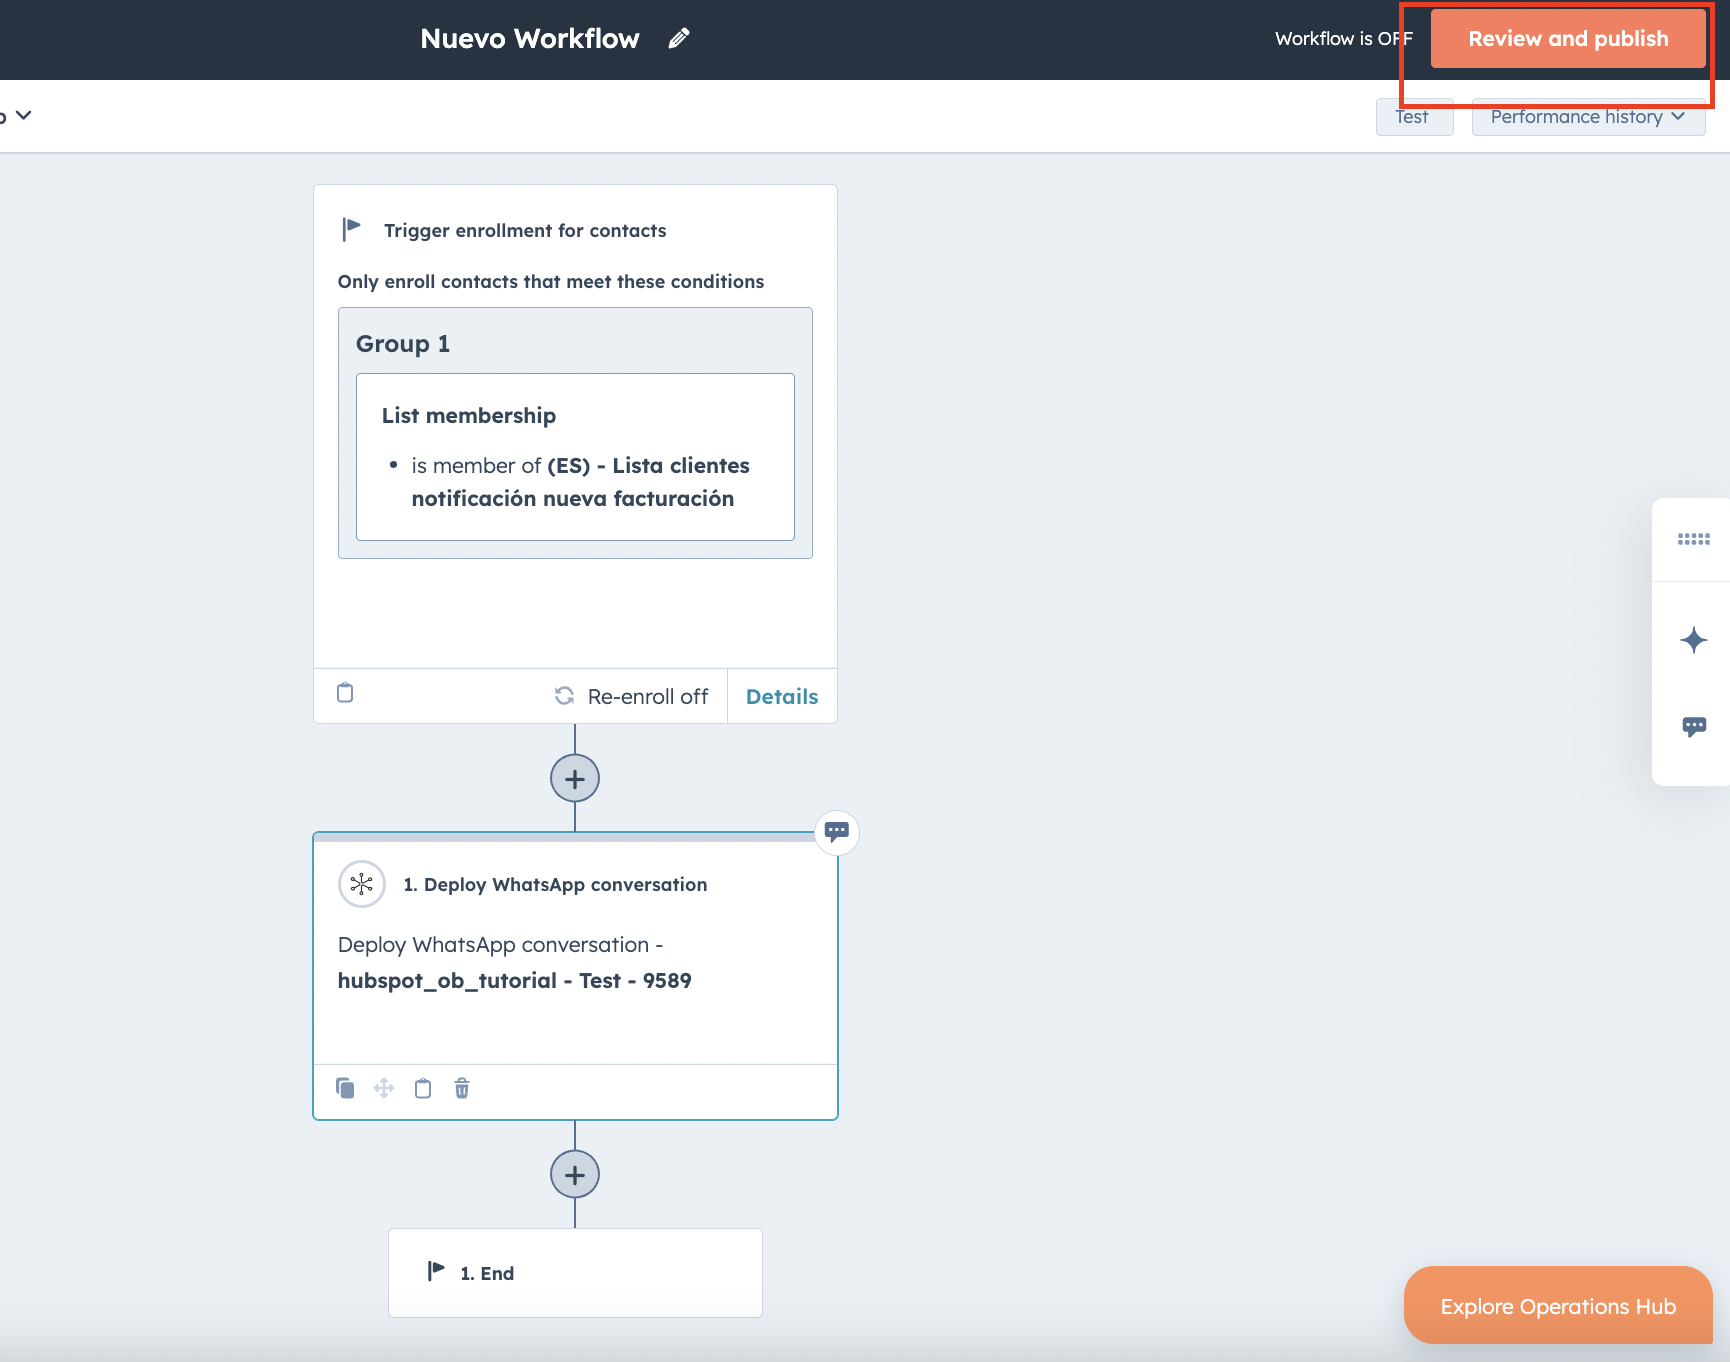 Nuevo Workflow
Workflow is OFF
Review and publish
Test
Performance history
Trigger enrollment for contacts
Only enroll contacts that meet these conditions
Group 1
List membership
• is member of (ES) - Lista clientes
notificación nueva facturación
Re-enroll off
Details
1. Deploy WhatsApp conversation
Deploy WhatsApp conversation -
hubspot_ob_tutorial - Test - 9589
1. End
Explore Operations Hub